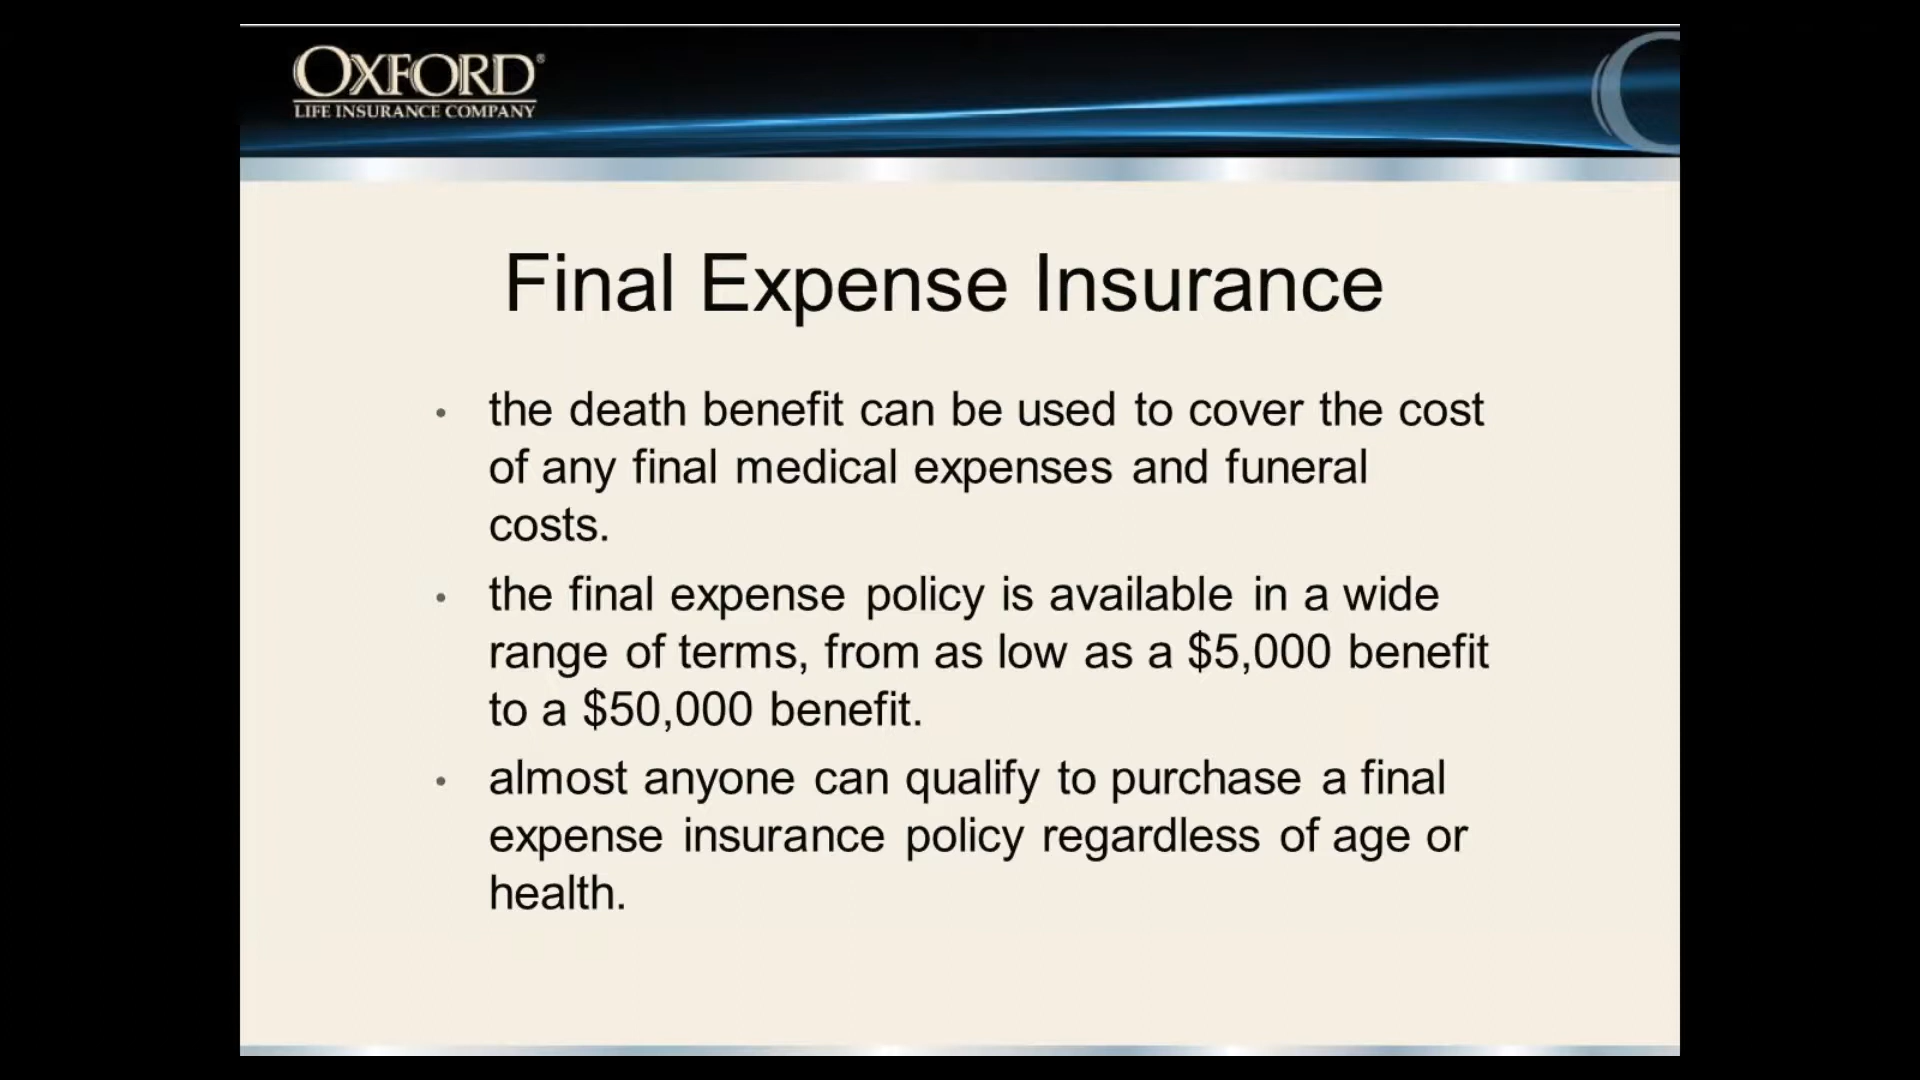 OXFORD®
LIFE INSURANCE COMPANY
Final Expense Insurance
• the death benefit can be used to cover the cost
of any final medical expenses and funeral
costs.
• the final expense policy is available in a wide
range of terms, from as low as a $5,000 benefit
to a $50,000 benefit.
• almost anyone can qualify to purchase a final
expense insurance policy regardless of age or
health.